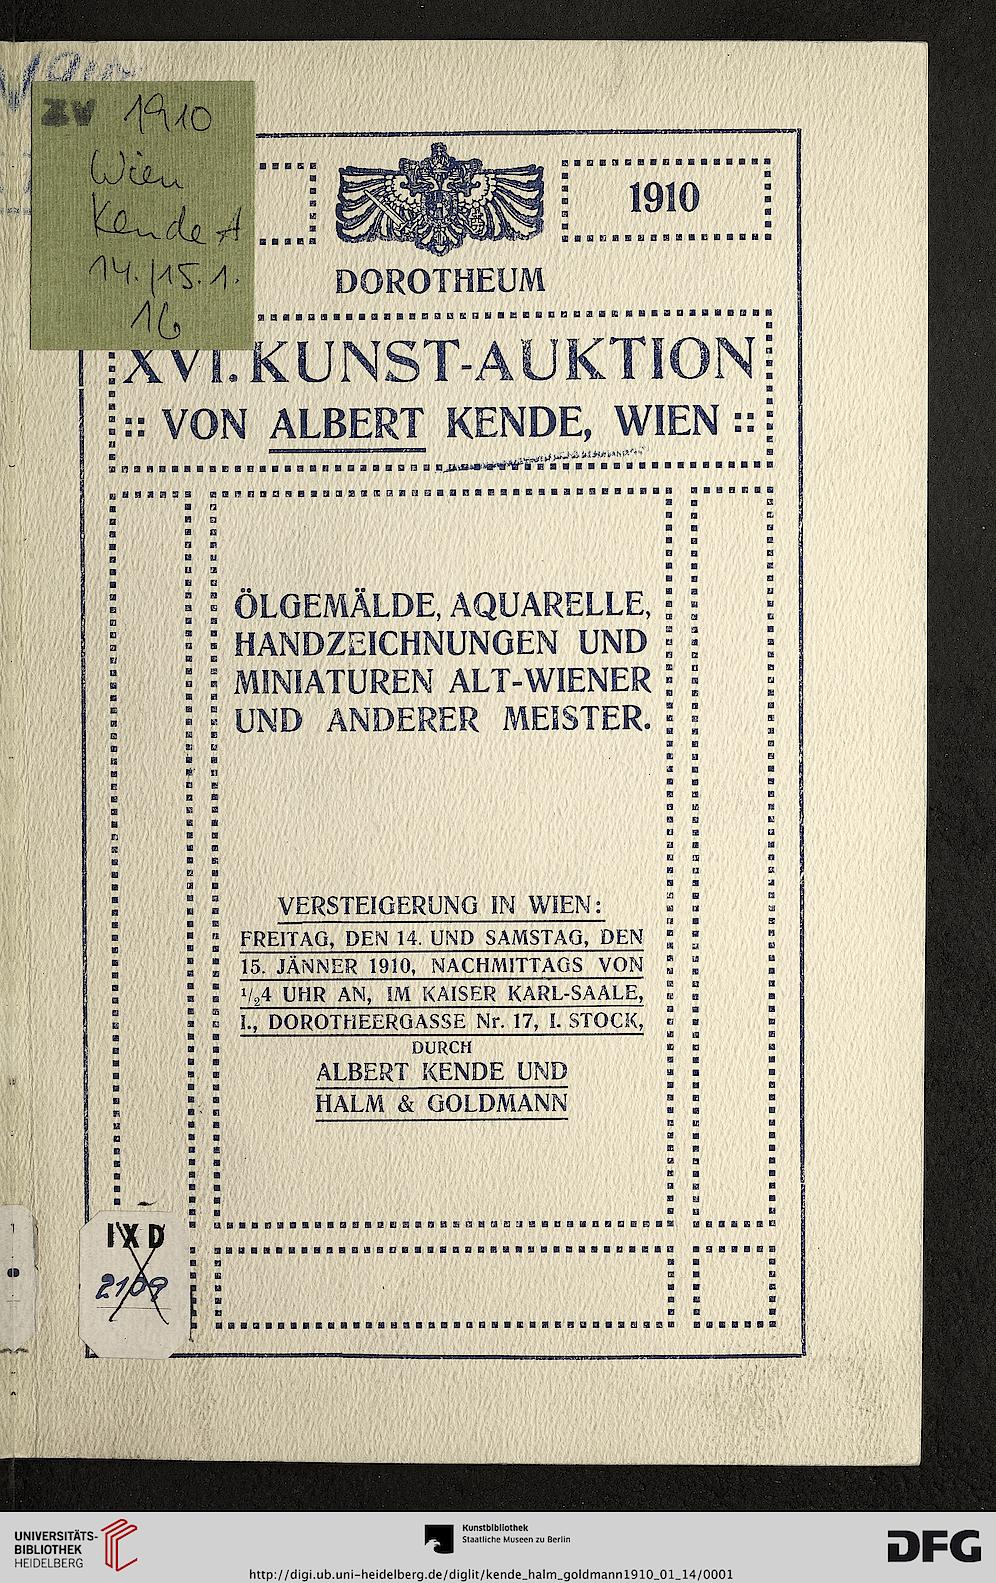 1910
Wien
Kende A
14./15.1.
16
1910
DOROTHEUM
XVI. KUNST-AUKTION
:: VON ALBERT KENDE, WIEN ::
ÖLGEMÄLDE, AQUARELLE,
HANDZEICHNUNGEN UND
MINIATUREN ALT-WIENER
UND ANDERER MEISTER.
VERSTEIGERUNG IN WIEN:
FREITAG, DEN 14. UND SAMSTAG, DEN
15. JÄNNER 1910, NACHMITTAGS VON
1/24 UHR AN, IM KAISER KARL-SAALE,
I., DOROTHEERGASSE Nr. 17, I. STOCK,
DURCH
ALBERT KENDE UND
HALM & GOLDMANN
IX D
2109
UNIVERSITÄTS-
BIBLIOTHEK
HEIDELBERG
Kunstbibliothek
Staatliche Museen zu Berlin
DFG
http://digi.ub.uni-heidelberg.de/diglit/kende_halm_goldmann1910_01_14/0001